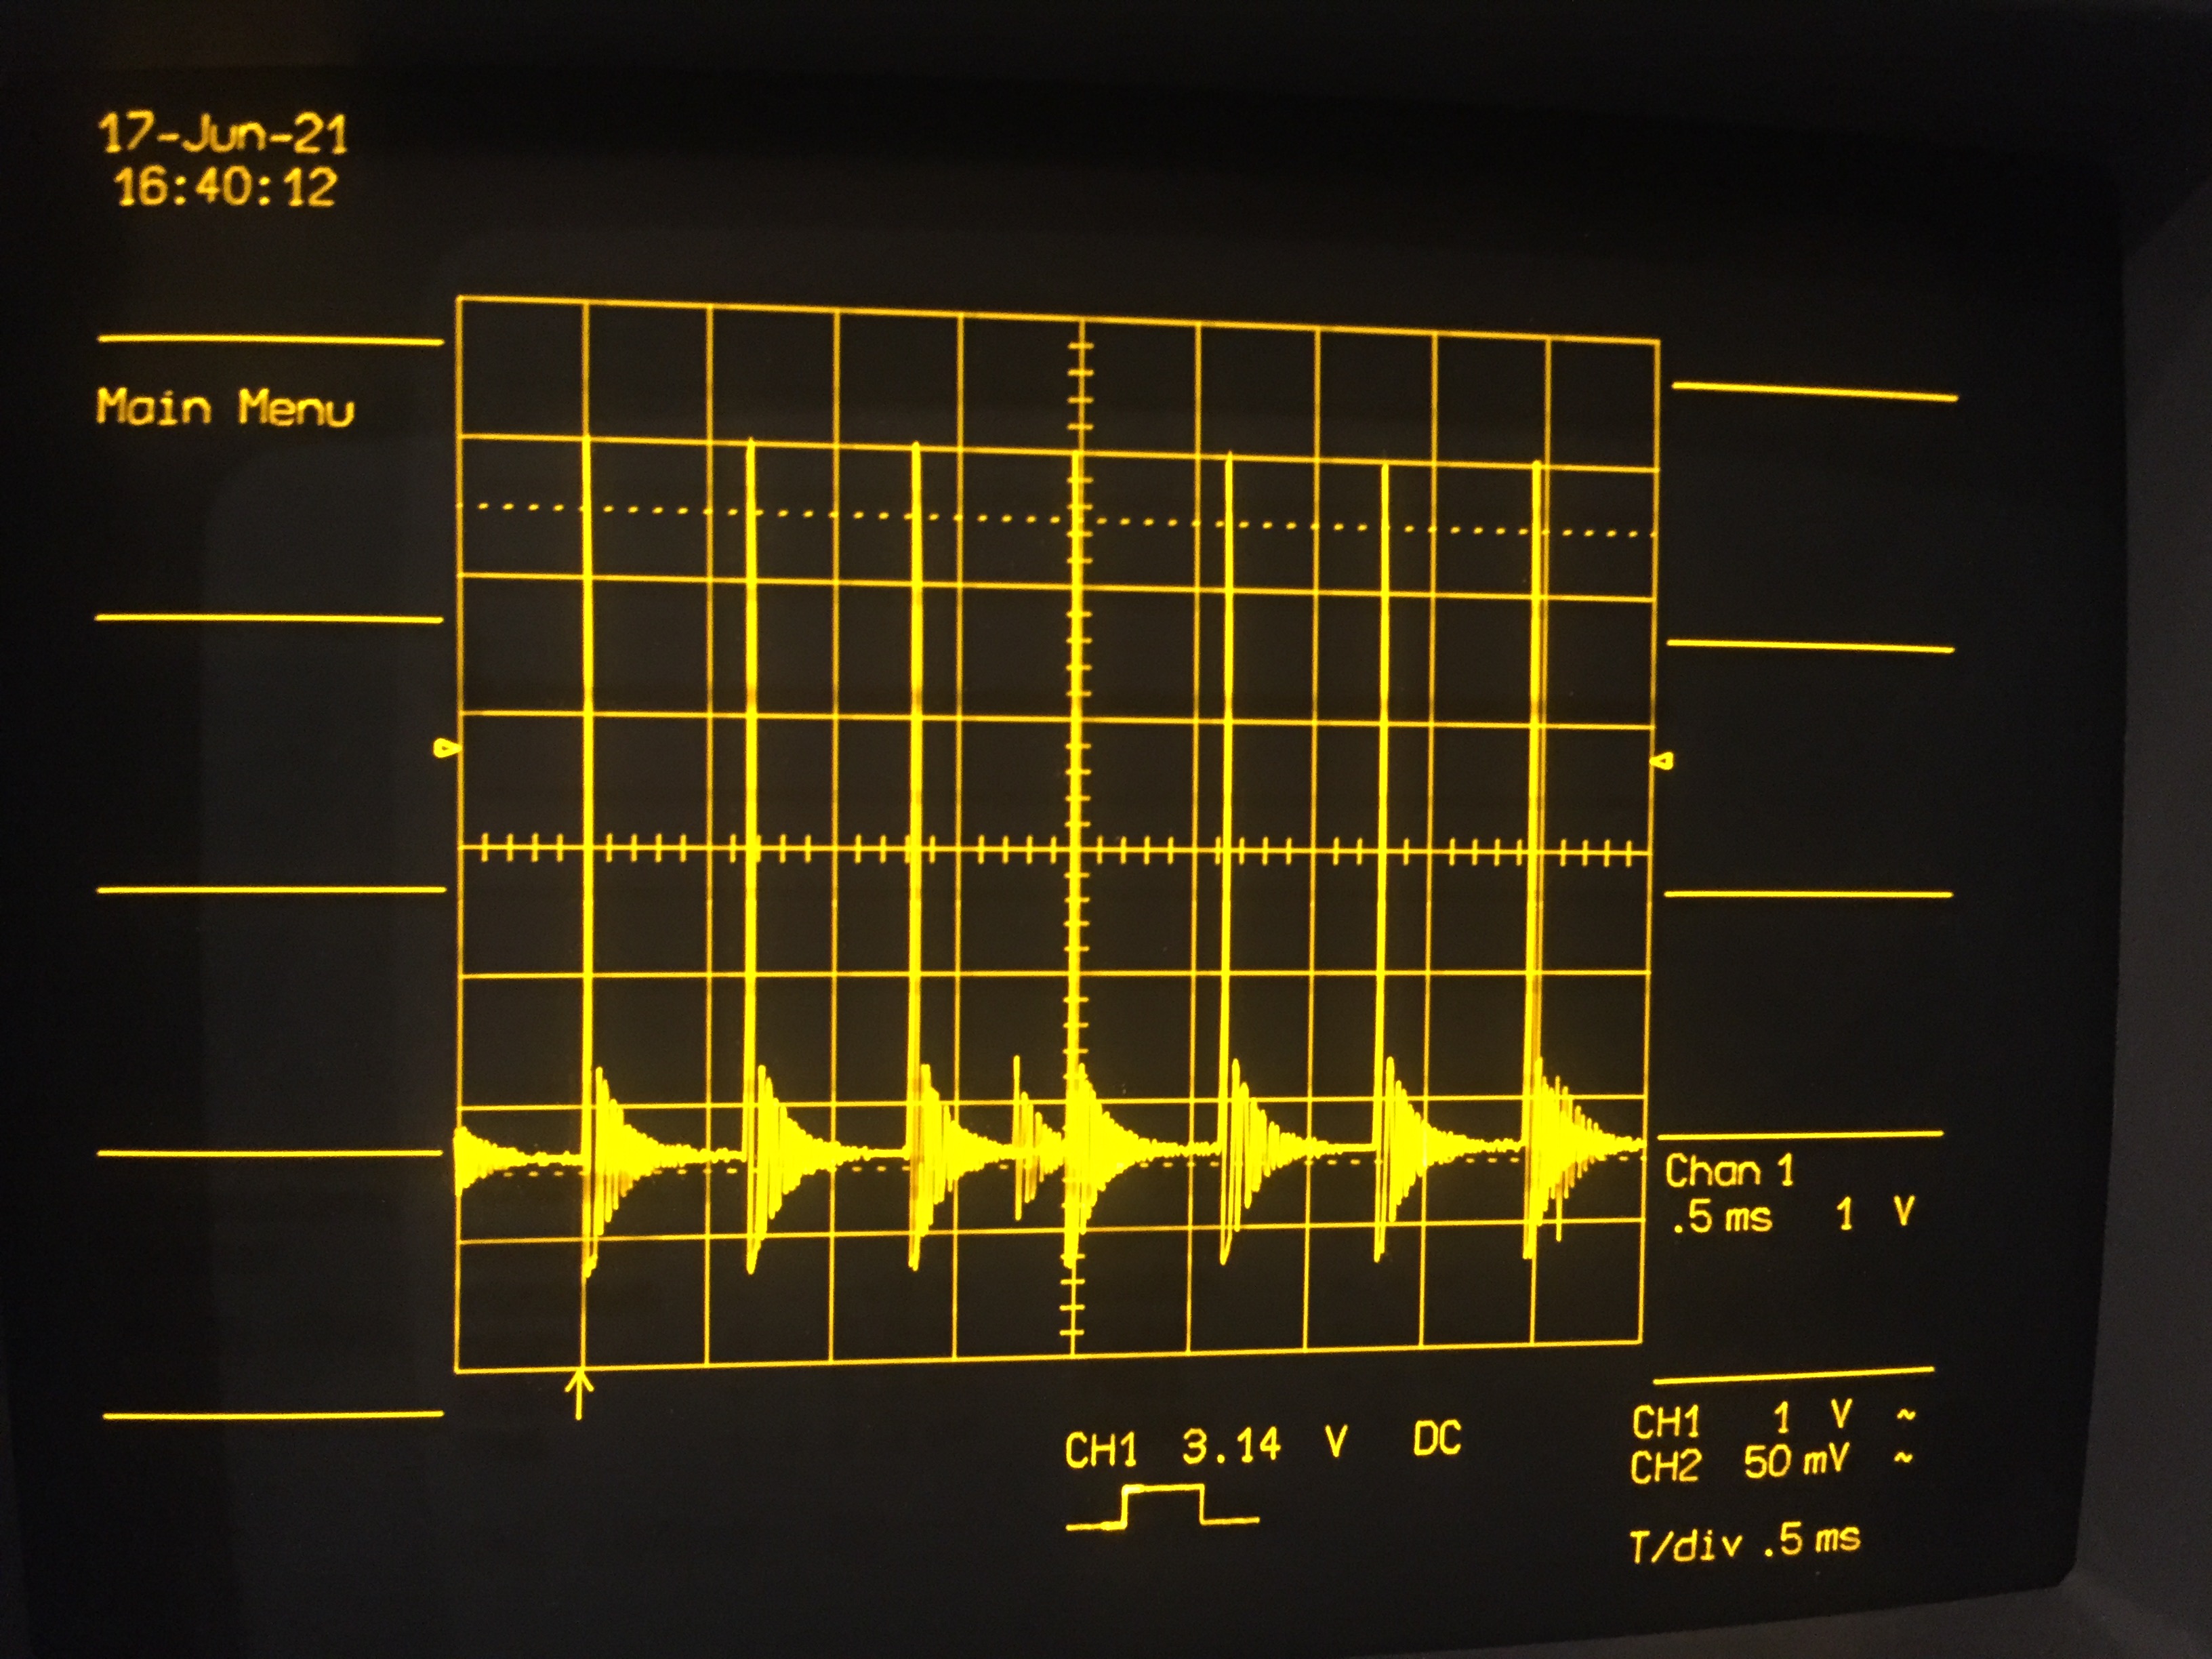 17-Jun-21
16:40:12
Main Menu
Chan 1
.5 ms 1 V
CH1 3.14 V DC
CH1 1 V ~
CH2 50 mV ~
T/div .5 ms